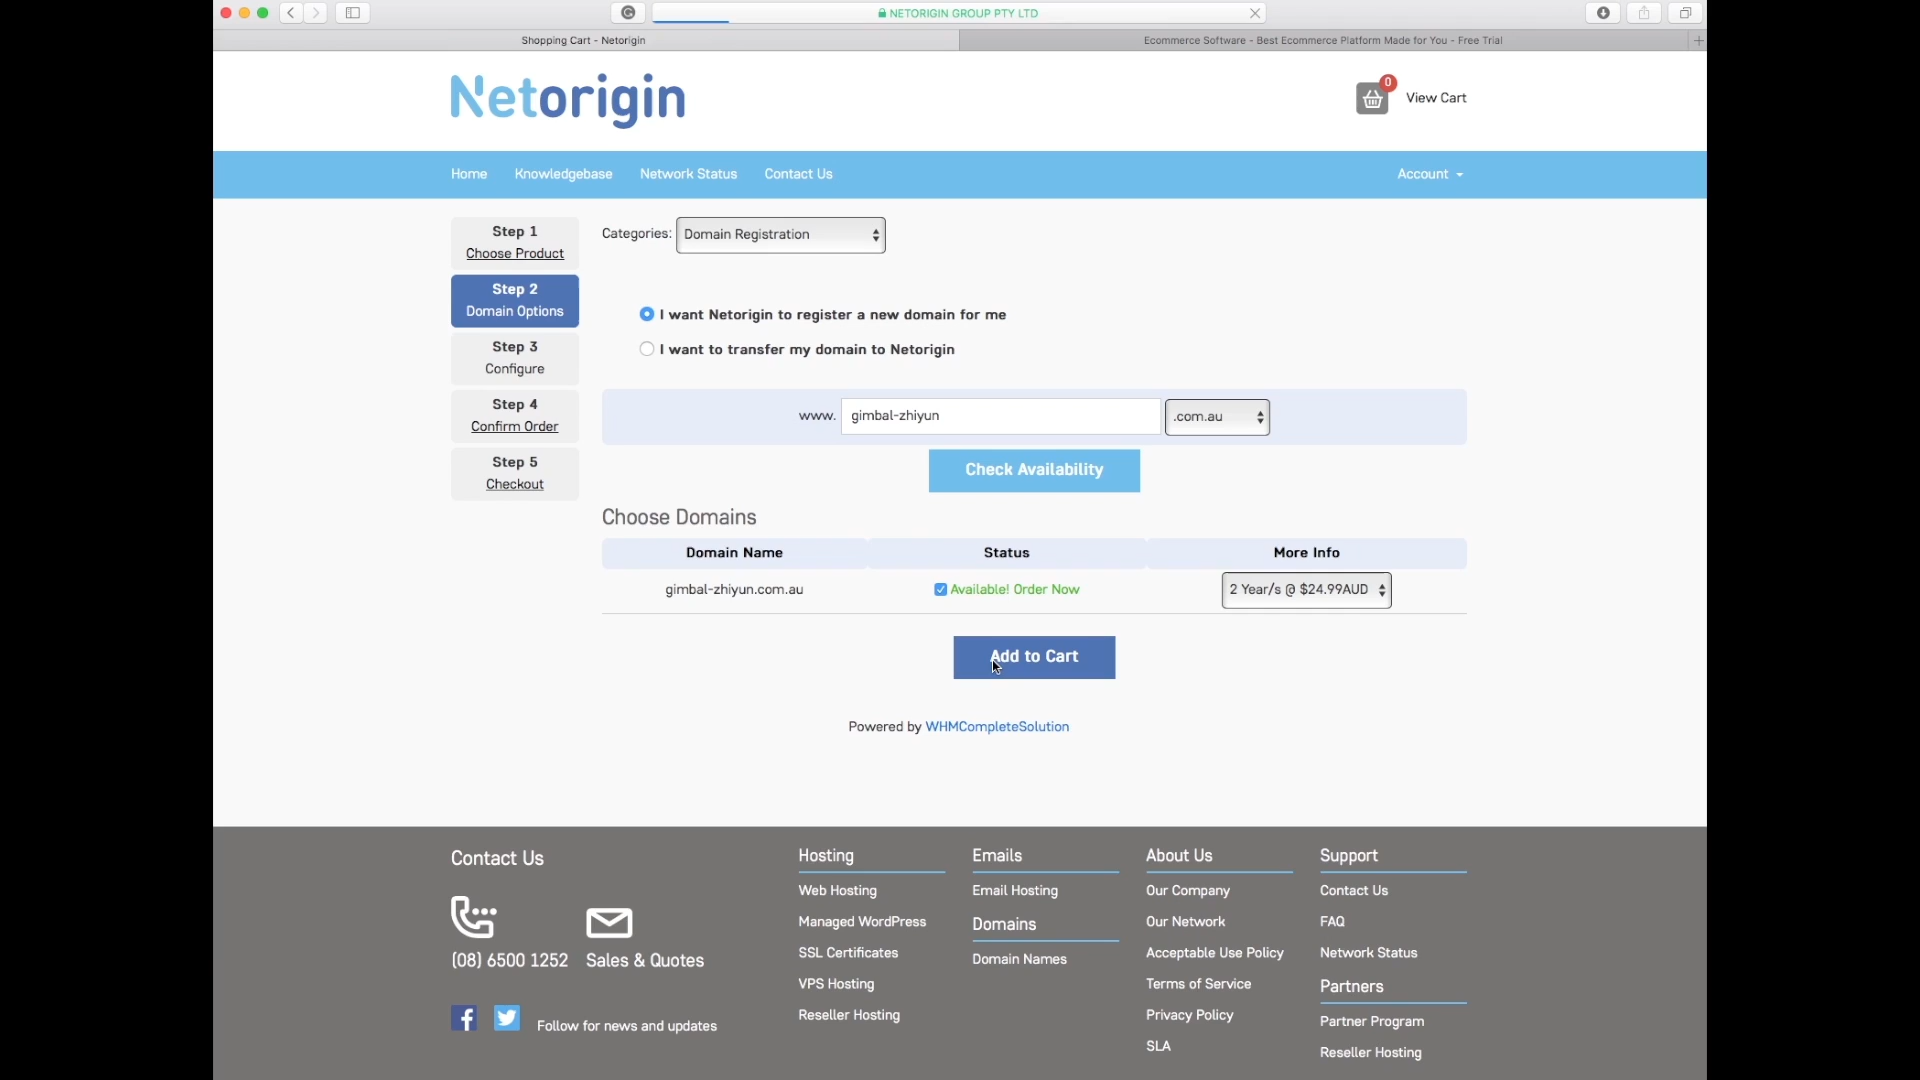 NETORIGIN GROUP PTY LTD
Shopping Cart - Netorigin
Ecommerce Software - Best Ecommerce Platform Made for You - Free Trial
Netorigin
0
View Cart
Home Knowledgebase Network Status Contact Us Account
Step 1
Choose Product
Step 2
Domain Options
Step 3
Configure
Step 4
Confirm Order
Step 5
Checkout
Categories: Domain Registration
I want Netorigin to register a new domain for me
I want to transfer my domain to Netorigin
www. gimbal-zhiyun .com.au
Check Availability
Choose Domains
Domain Name Status More Info
gimbal-zhiyun.com.au Available! Order Now 2 Year/s @ $24.99AUD
Add to Cart
Powered by WHMCompleteSolution
Contact Us
(08) 6500 1252 Sales & Quotes
Follow for news and updates
Hosting
Web Hosting
Managed WordPress
SSL Certificates
VPS Hosting
Reseller Hosting
Emails
Email Hosting
Domains
Domain Names
About Us
Our Company
Our Network
Acceptable Use Policy
Terms of Service
Privacy Policy
SLA
Support
Contact Us
FAQ
Network Status
Partners
Partner Program
Reseller Hosting